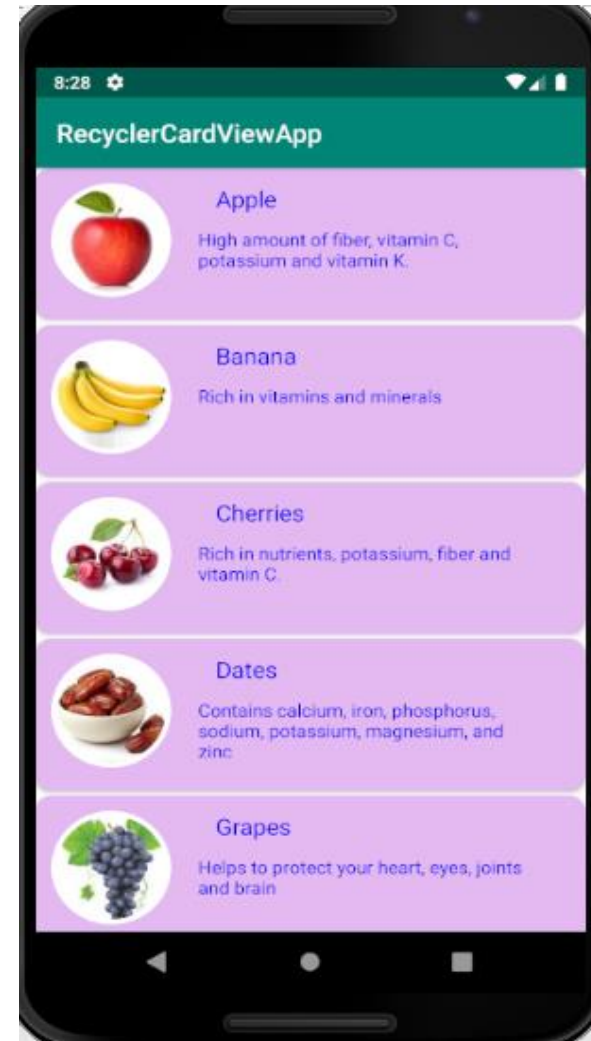 8:28
RecyclerCardViewApp
Apple
High amount of fiber, vitamin C,
potassium and vitamin K.
Banana
Rich in vitamins and minerals
Cherries
Rich in nutrients, potassium, fiber and
vitamin C.
Dates
Contains calcium, iron, phosphorus,
sodium, potassium, magnesium, and
zinc
Grapes
Helps to protect your heart, eyes, joints
and brain